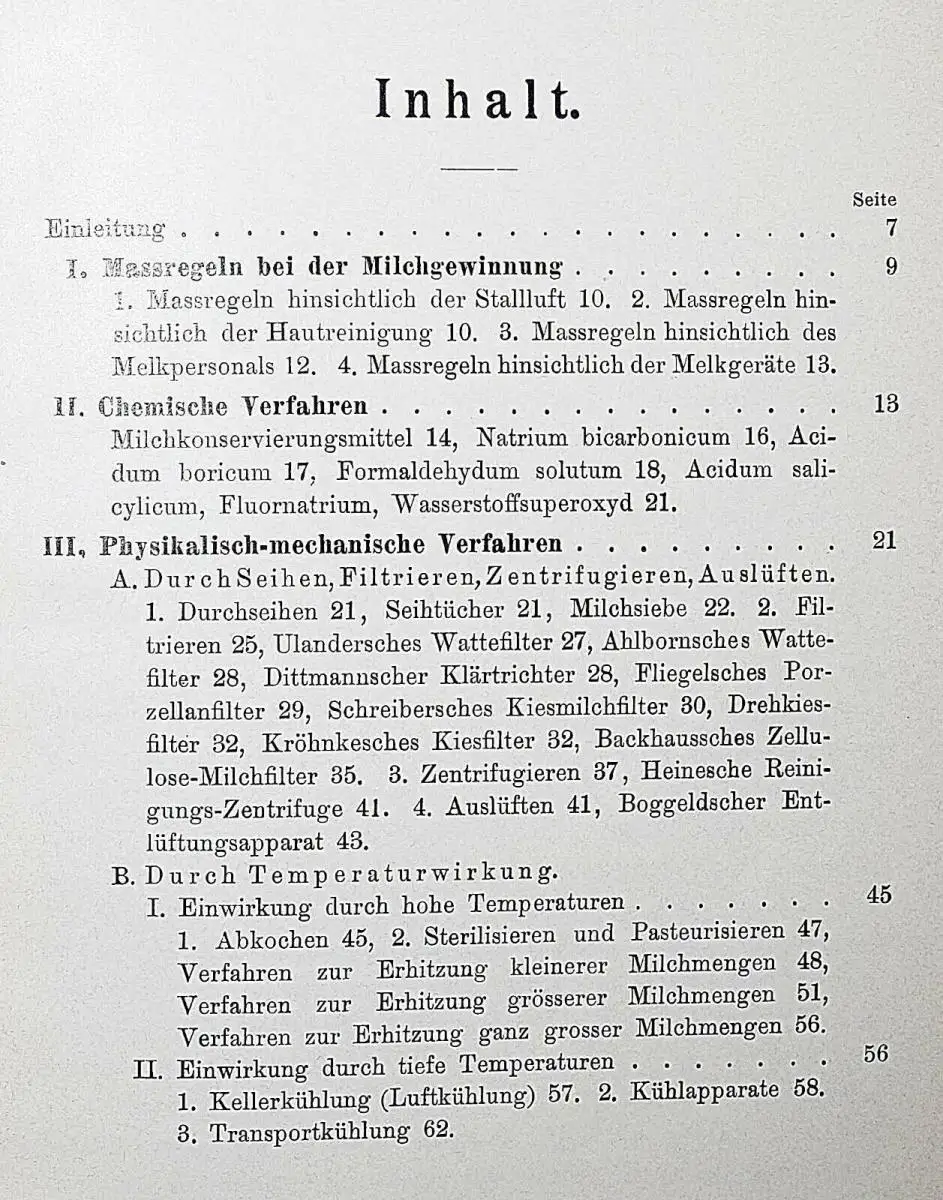 Inhalt.
Seite
Einleitung . . . . . . . . . . . . . . . . . . . . 7
I. Massregeln bei der Milchgewinnung . . . . . . . . . 9
1. Massregeln hinsichtlich der Stallluft 10. 2. Massregeln hin-
sichtlich der Hautreinigung 10. 3. Massregeln hinsichtlich des
Melkpersonals 12. 4. Massregeln hinsichtlich der Melkgeräte 13.
II. Chemische Verfahren . . . . . . . . . . . . . . . 13
Milchkonservierungsmittel 14, Natrium bicarbonicum 16, Aci-
dum boricum 17, Formaldehydum solutum 18, Acidum sali-
cylicum, Fluornatrium, Wasserstoffsuperoxyd 21.
III. Physikalisch-mechanische Verfahren . . . . . . . . . 21
A. Durch Seihen, Filtrieren, Zentrifugieren, Auslüften.
1. Durchseihen 21, Seihtücher 21, Milchsiebe 22. 2. Fil-
trieren 25, Ulandersches Wattefilter 27, Ahlbornsches Watte-
filter 28, Dittmannscher Klärtrichter 28, Fliegelsches Por-
zellanfilter 29, Schreibersches Kiesmilchfilter 30, Drehkies-
filter 32, Kröhnkesches Kiesfilter 32, Backhaussches Zellu-
lose-Milchfilter 35. 3. Zentrifugieren 37, Heinesche Reini-
gungs-Zentrifuge 41. 4. Auslüften 41, Boggeldscher Ent-
lüftungsapparat 43.
B. Durch Temperaturwirkung.
I. Einwirkung durch hohe Temperaturen . . . . . . . 45
1. Abkochen 45, 2. Sterilisieren und Pasteurisieren 47,
Verfahren zur Erhitzung kleinerer Milchmengen 48,
Verfahren zur Erhitzung grösserer Milchmengen 51,
Verfahren zur Erhitzung ganz grosser Milchmengen 56.
II. Einwirkung durch tiefe Temperaturen . . . . . . . 56
1. Kellerkühlung (Luftkühlung) 57. 2. Kühlapparate 58.
3. Transportkühlung 62.